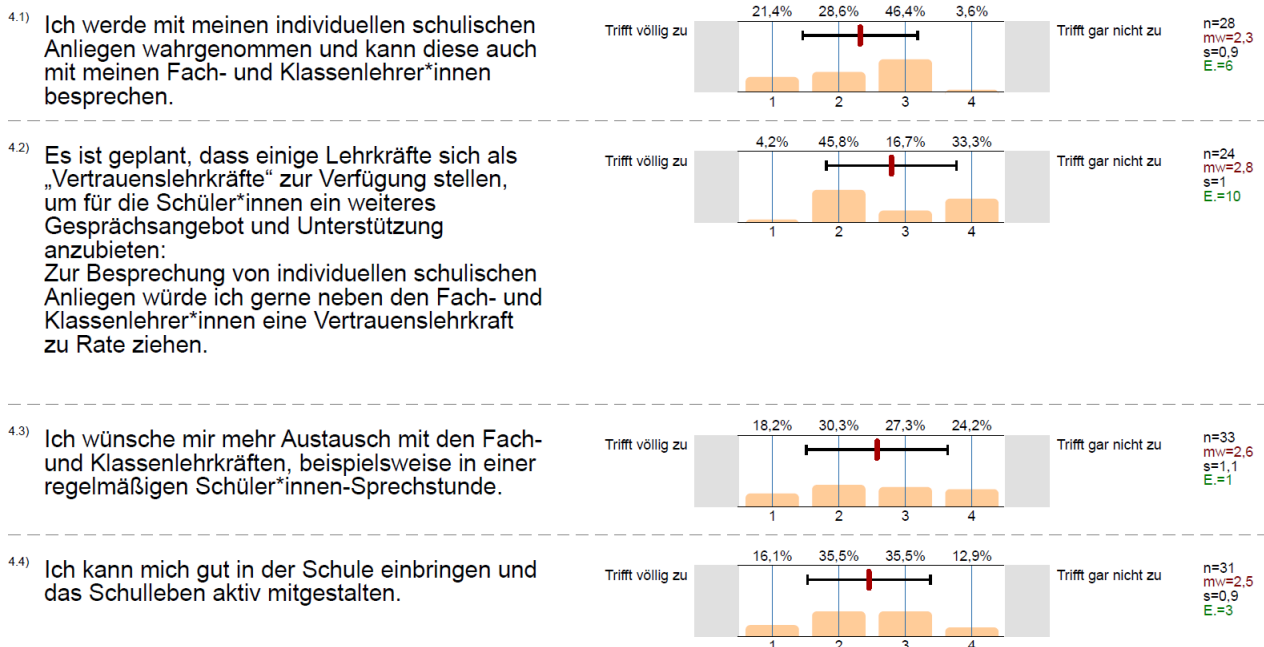 4.1) Ich werde mit meinen individuellen schulischen
Anliegen wahrgenommen und kann diese auch
mit meinen Fach- und Klassenlehrer*innen
besprechen.
Trifft völlig zu
21,4% 28,6% 46,4% 3,6%
1 2 3 4
Trifft gar nicht zu
n=28
mw=2,3
s=0,9
E.=6
4.2) Es ist geplant, dass einige Lehrkräfte sich als
„Vertrauenslehrkräfte“ zur Verfügung stellen,
um für die Schüler*innen ein weiteres
Gesprächsangebot und Unterstützung
anzubieten:
Zur Besprechung von individuellen schulischen
Anliegen würde ich gerne neben den Fach- und
Klassenlehrer*innen eine Vertrauenslehrkraft
zu Rate ziehen.
Trifft völlig zu
4,2% 45,8% 16,7% 33,3%
1 2 3 4
Trifft gar nicht zu
n=24
mw=2,8
s=1
E.=10
4.3) Ich wünsche mir mehr Austausch mit den Fach-
und Klassenlehrkräften, beispielsweise in einer
regelmäßigen Schüler*innen-Sprechstunde.
Trifft völlig zu
18,2% 30,3% 27,3% 24,2%
1 2 3 4
Trifft gar nicht zu
n=33
mw=2,6
s=1,1
E.=1
4.4) Ich kann mich gut in der Schule einbringen und
das Schulleben aktiv mitgestalten.
Trifft völlig zu
16,1% 35,5% 35,5% 12,9%
1 2 3 4
Trifft gar nicht zu
n=31
mw=2,5
s=0,9
E.=3